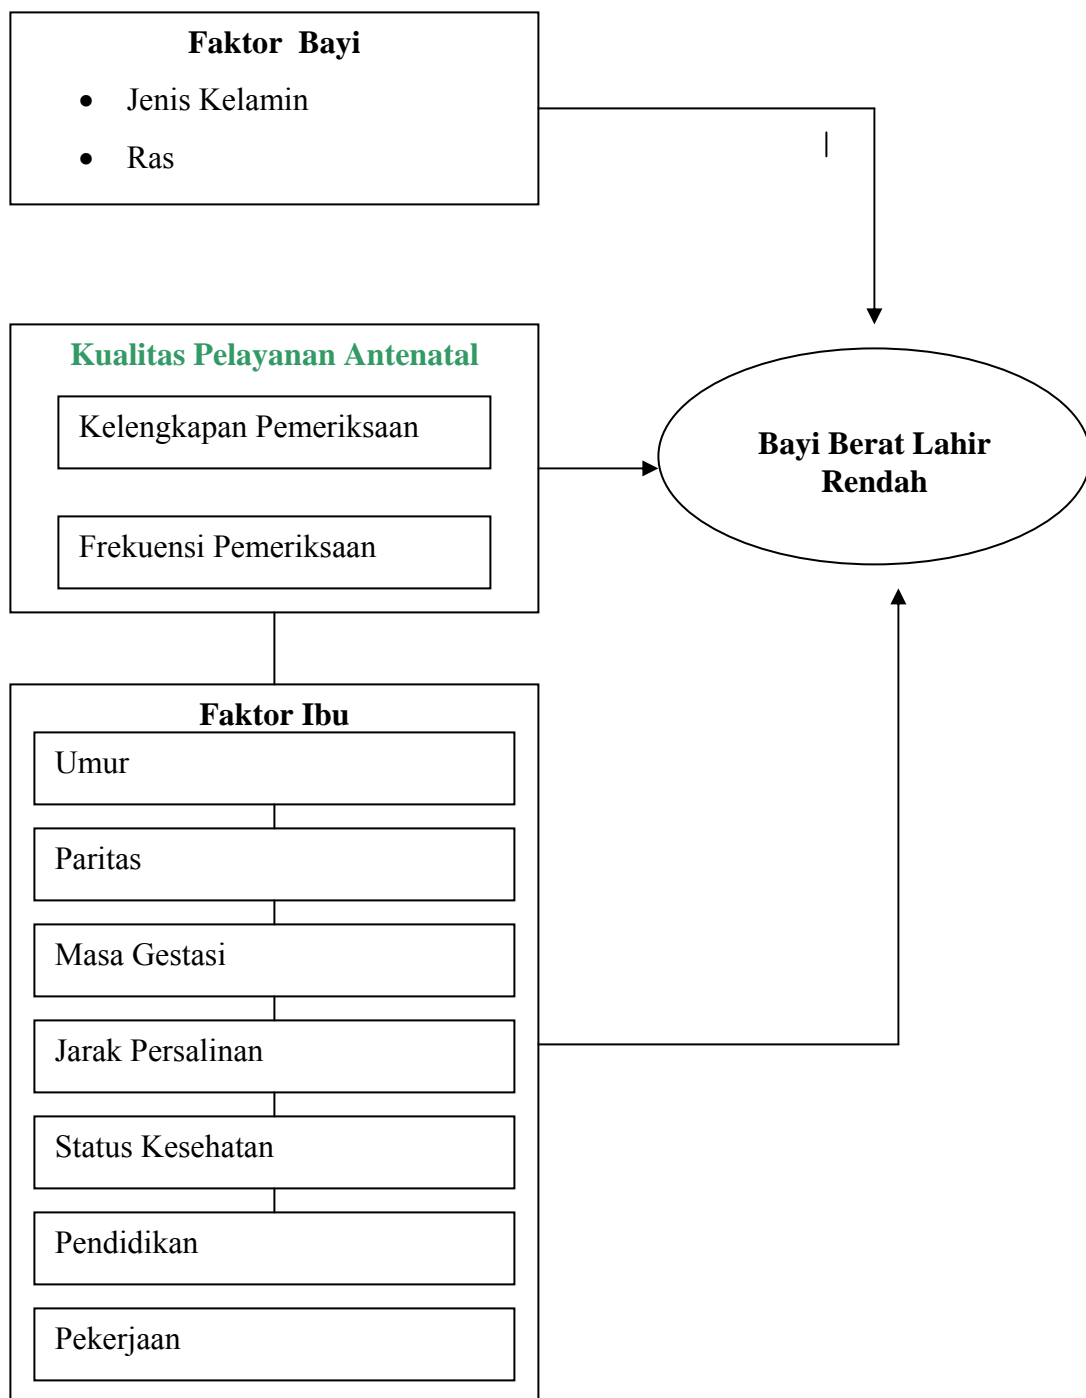 Faktor  Bayi
• Jenis Kelamin
• Ras
Kualitas Pelayanan Antenatal
Kelengkapan Pemeriksaan
Frekuensi Pemeriksaan
Bayi Berat Lahir
Rendah
Faktor Ibu
Umur
Paritas
Masa Gestasi
Jarak Persalinan
Status Kesehatan
Pendidikan
Pekerjaan